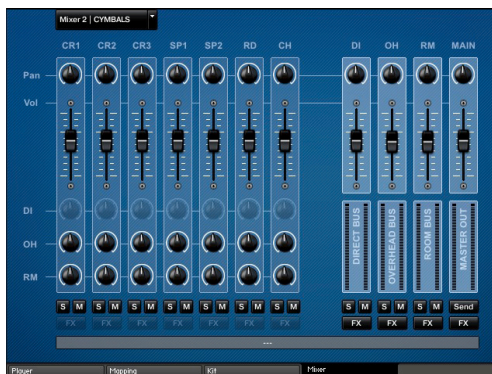 Mixer 2 | CYMBALS
CR1 CR2 CR3 SP1 SP2 RD CH DI OH RM MAIN
Pan
Vol
DI
OH
RM
DIRECT BUS
OVERHEAD BUS
ROOM BUS
MASTER OUT
S M S M S M S M S M S M S M S M S M S M Send
FX FX FX FX FX FX FX FX FX FX FX
---
Player Mapping Kit Mixer